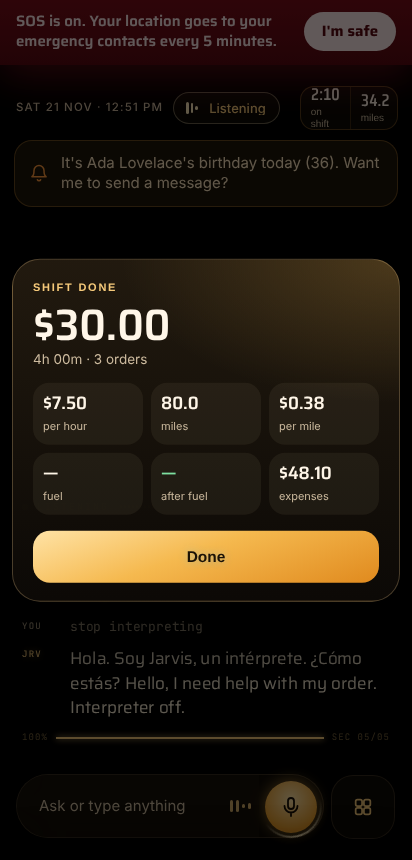 SOS is on. Your location goes to your
emergency contacts every 5 minutes.
I'm safe
SAT 21 NOV · 12:51 PM
Listening
2:10
on
shift
34.2
miles
It's Ada Lovelace's birthday today (36). Want
me to send a message?
SHIFT DONE
$30.00
4h 00m · 3 orders
$7.50
per hour
80.0
miles
$0.38
per mile
—
fuel
—
after fuel
$48.10
expenses
Done
YOU
stop interpreting
JRV
Hola. Soy Jarvis, un intérprete. ¿Cómo
estás? Hello, I need help with my order.
Interpreter off.
100%
SEC 05/05
Ask or type anything